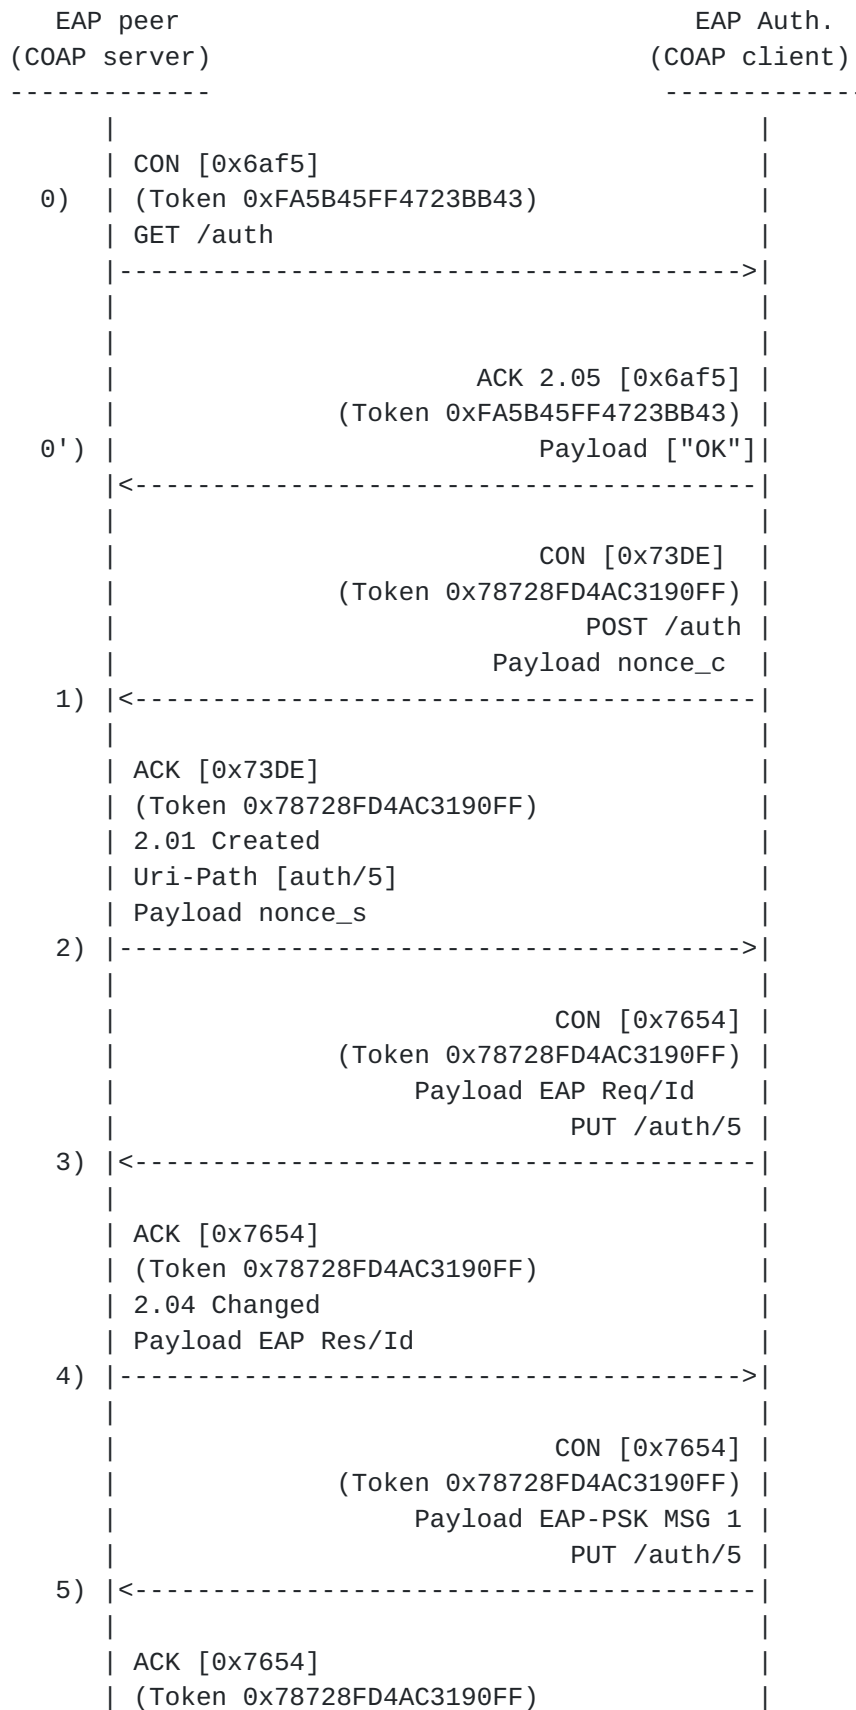 EAP peer                                 EAP Auth.
(COAP server)                            (COAP client)
-------------                             -------------
      |                                         |
      | CON [0x6af5]                            |
  0)  | (Token 0xFA5B45FF4723BB43)              |
      | GET /auth                               |
      |---------------------------------------->|
      |                                         |
      |                                         |
      |                       ACK 2.05 [0x6af5] |
      |              (Token 0xFA5B45FF4723BB43) |
  0') |                           Payload ["OK"]|
      |<----------------------------------------|
      |                                         |
      |                           CON [0x73DE]  |
      |              (Token 0x78728FD4AC3190FF) |
      |                              POST /auth |
      |                        Payload nonce_c  |
   1) |<----------------------------------------|
      |                                         |
      | ACK [0x73DE]                            |
      | (Token 0x78728FD4AC3190FF)              |
      | 2.01 Created                            |
      | Uri-Path [auth/5]                       |
      | Payload nonce_s                         |
   2) |---------------------------------------->|
      |                                         |
      |                            CON [0x7654] |
      |              (Token 0x78728FD4AC3190FF) |
      |                   Payload EAP Req/Id    |
      |                             PUT /auth/5 |
   3) |<----------------------------------------|
      |                                         |
      | ACK [0x7654]                            |
      | (Token 0x78728FD4AC3190FF)              |
      | 2.04 Changed                            |
      | Payload EAP Res/Id                      |
   4) |---------------------------------------->|
      |                                         |
      |                            CON [0x7654] |
      |              (Token 0x78728FD4AC3190FF) |
      |                   Payload EAP-PSK MSG 1 |
      |                             PUT /auth/5 |
   5) |<----------------------------------------|
      |                                         |
      | ACK [0x7654]                            |
      | (Token 0x78728FD4AC3190FF)              |